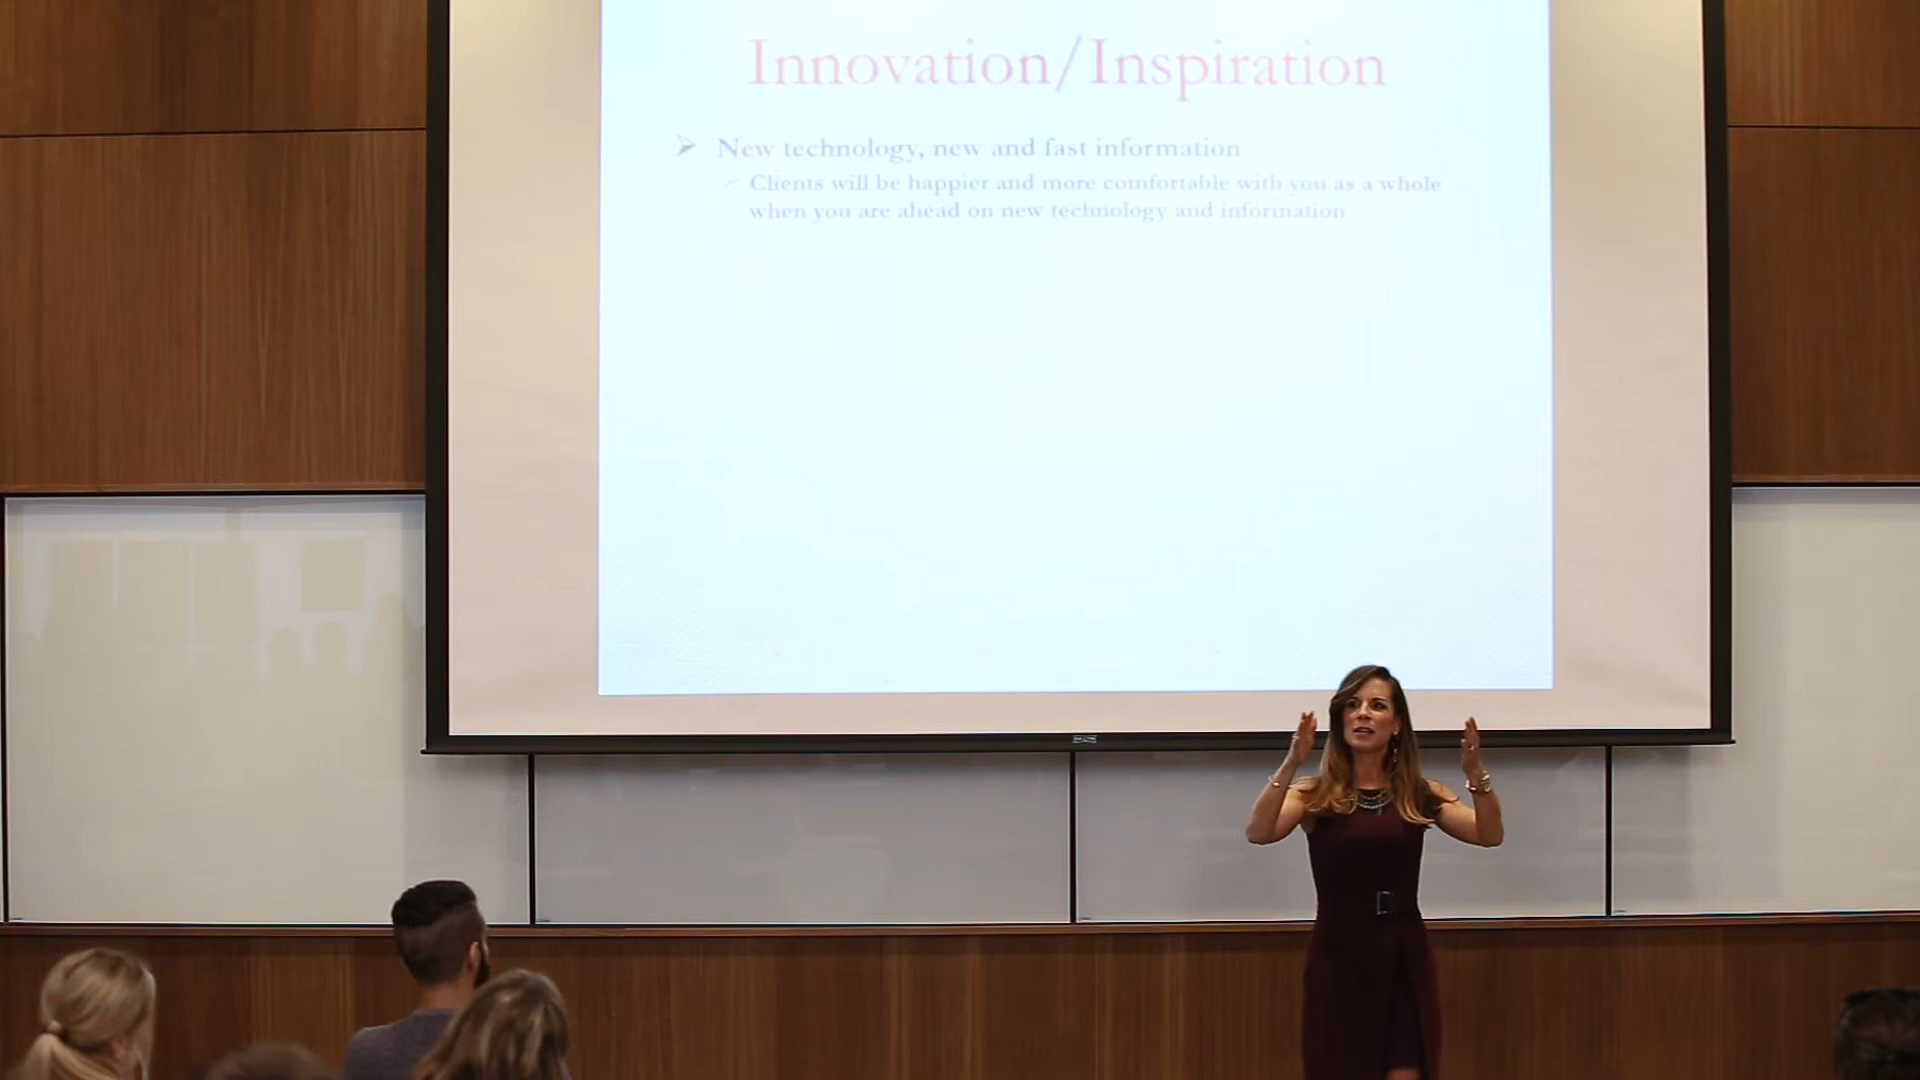 Innovation/Inspiration
New technology, new and fast information
Clients will be happier and more comfortable with you as a whole
when you are ahead on new technology and information